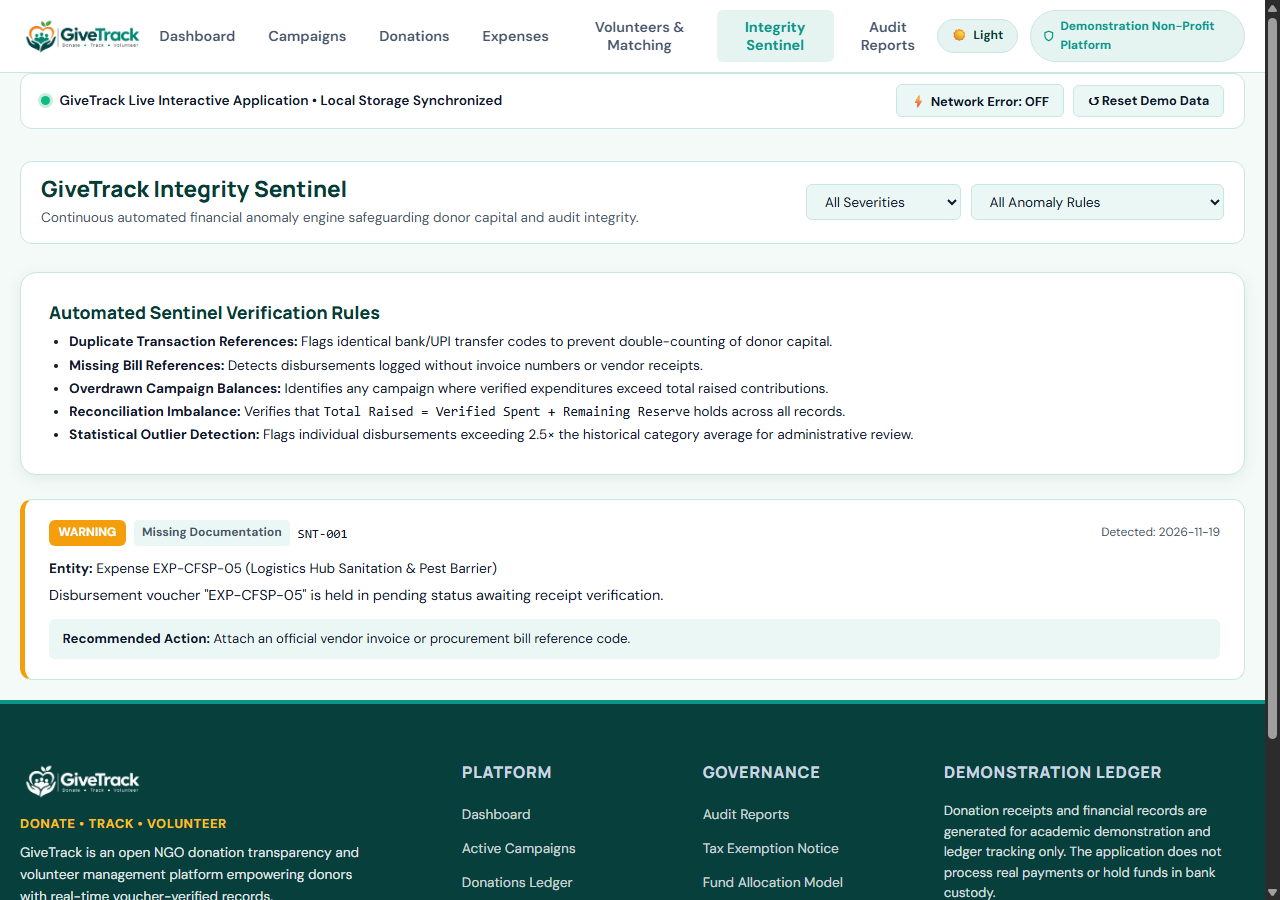 GiveTrack
Donate • Track • Volunteer
Dashboard
Campaigns
Donations
Expenses
Volunteers &
Matching
Integrity
Sentinel
Audit
Reports
Light
Demonstration Non-Profit
Platform
GiveTrack Live Interactive Application • Local Storage Synchronized
Network Error: OFF
↺ Reset Demo Data
GiveTrack Integrity Sentinel
Continuous automated financial anomaly engine safeguarding donor capital and audit integrity.
All Severities
All Anomaly Rules
Automated Sentinel Verification Rules
• Duplicate Transaction References: Flags identical bank/UPI transfer codes to prevent double-counting of donor capital.
• Missing Bill References: Detects disbursements logged without invoice numbers or vendor receipts.
• Overdrawn Campaign Balances: Identifies any campaign where verified expenditures exceed total raised contributions.
• Reconciliation Imbalance: Verifies that Total Raised = Verified Spent + Remaining Reserve holds across all records.
• Statistical Outlier Detection: Flags individual disbursements exceeding 2.5× the historical category average for administrative review.
WARNING Missing Documentation SNT-001
Detected: 2026-11-19
Entity: Expense EXP-CFSP-05 (Logistics Hub Sanitation & Pest Barrier)
Disbursement voucher "EXP-CFSP-05" is held in pending status awaiting receipt verification.
Recommended Action: Attach an official vendor invoice or procurement bill reference code.
GiveTrack
Donate • Track • Volunteer
DONATE • TRACK • VOLUNTEER
GiveTrack is an open NGO donation transparency and
volunteer management platform empowering donors
with real-time voucher-verified records.
PLATFORM
Dashboard
Active Campaigns
Donations Ledger
GOVERNANCE
Audit Reports
Tax Exemption Notice
Fund Allocation Model
DEMONSTRATION LEDGER
Donation receipts and financial records are
generated for academic demonstration and
ledger tracking only. The application does not
process real payments or hold funds in bank
custody.